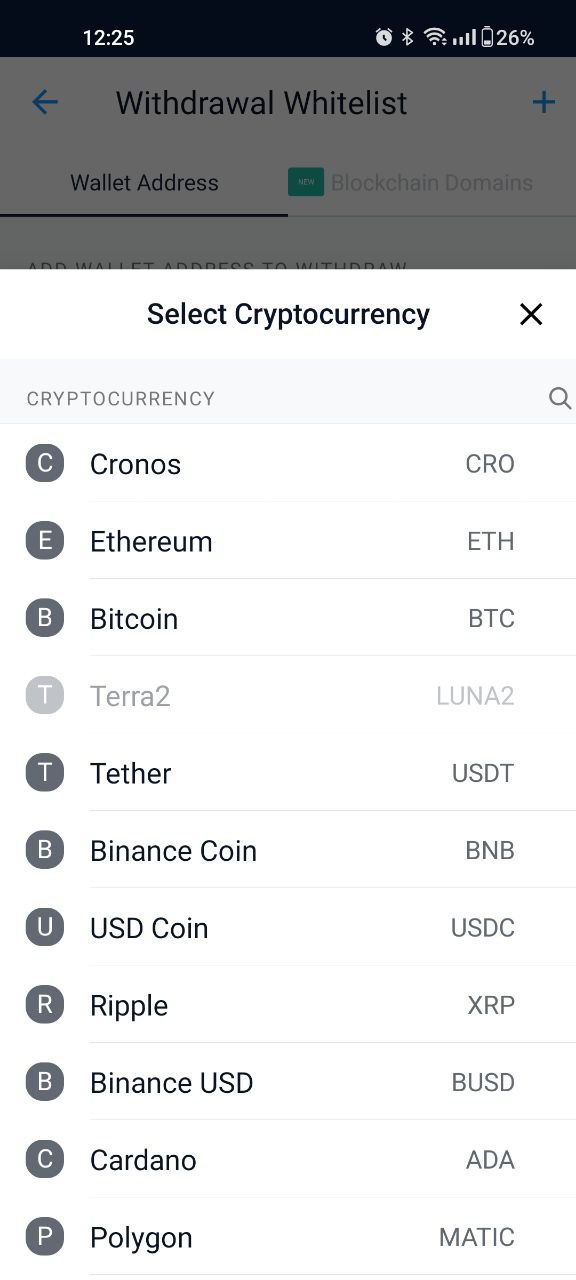 12:25 26%
Withdrawal Whitelist +
Wallet Address NEW Blockchain Domains
ADD WALLET ADDRESS TO WITHDRAW
Select Cryptocurrency
CRYPTOCURRENCY
C Cronos CRO
E Ethereum ETH
B Bitcoin BTC
T Terra2 LUNA2
T Tether USDT
B Binance Coin BNB
U USD Coin USDC
R Ripple XRP
B Binance USD BUSD
C Cardano ADA
P Polygon MATIC